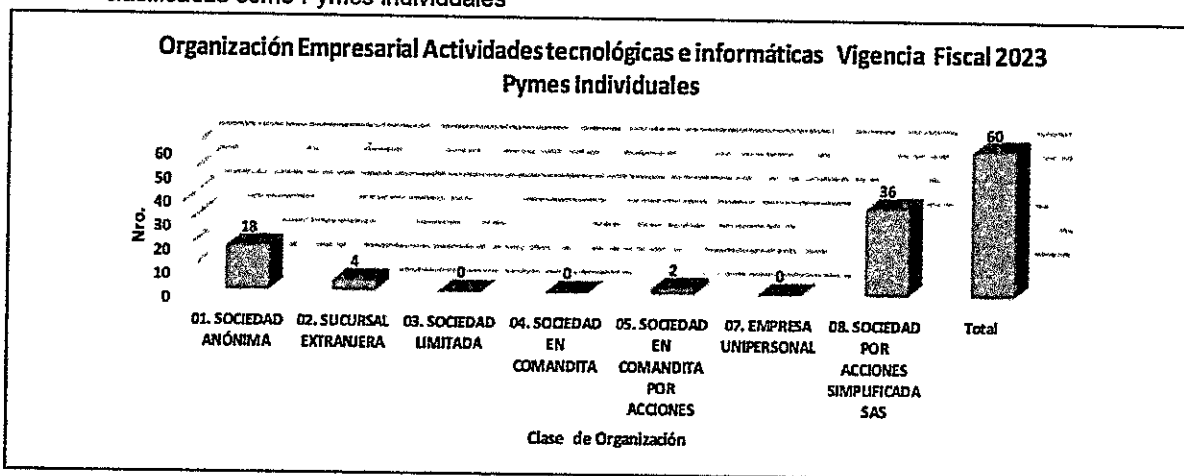 Pymes individuales
Organización Empresarial Actividades tecnológicas e informáticas Vigencia Fiscal 2023
Pymes Individuales
60
50
40
30
20
10
0
Nro.
18
4
0
0
2
0
36
60
01. SOCIEDAD ANÓNIMA
02. SUCURSAL EXTRANJERA
03. SOCIEDAD LIMITADA
04. SOCIEDAD EN COMANDITA
05. SOCIEDAD EN COMANDITA POR ACCIONES
07. EMPRESA UNIPERSONAL
08. SOCIEDAD POR ACCIONES SIMPLIFICADA SAS
Total
Clase de Organización